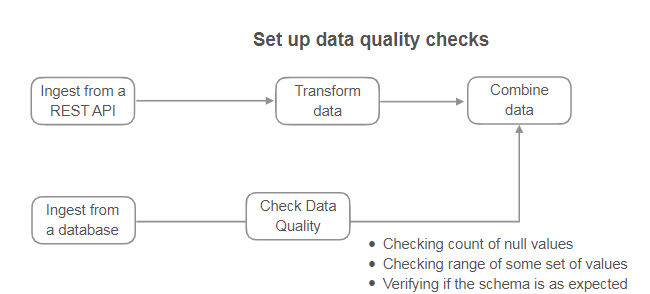 Set up data quality checks
Ingest from a
REST API
Transform
data
Combine
data
Ingest from
a database
Check Data
Quality
• Checking count of null values
• Checking range of some set of values
• Verifying if the schema is as expected